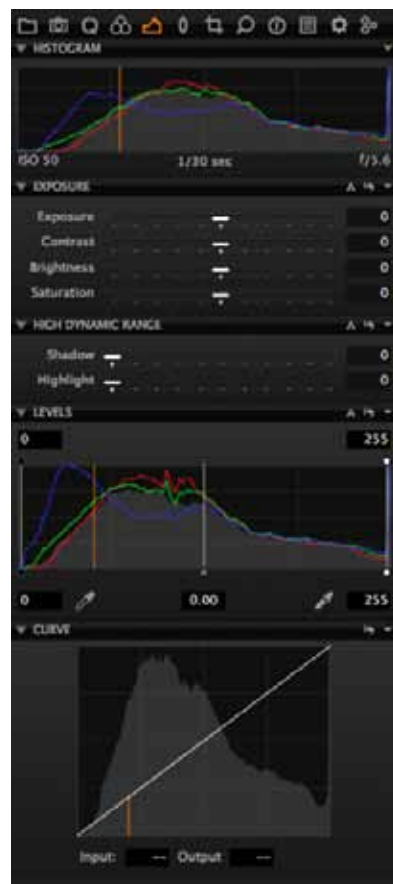 HISTOGRAM
ISO 50 1/30 sec f/5.6
EXPOSURE A
Exposure 0
Contrast 0
Brightness 0
Saturation 0
HIGH DYNAMIC RANGE A
Shadow 0
Highlight 0
LEVELS A
0 255
0 0.00 255
CURVE
Input: -- Output --